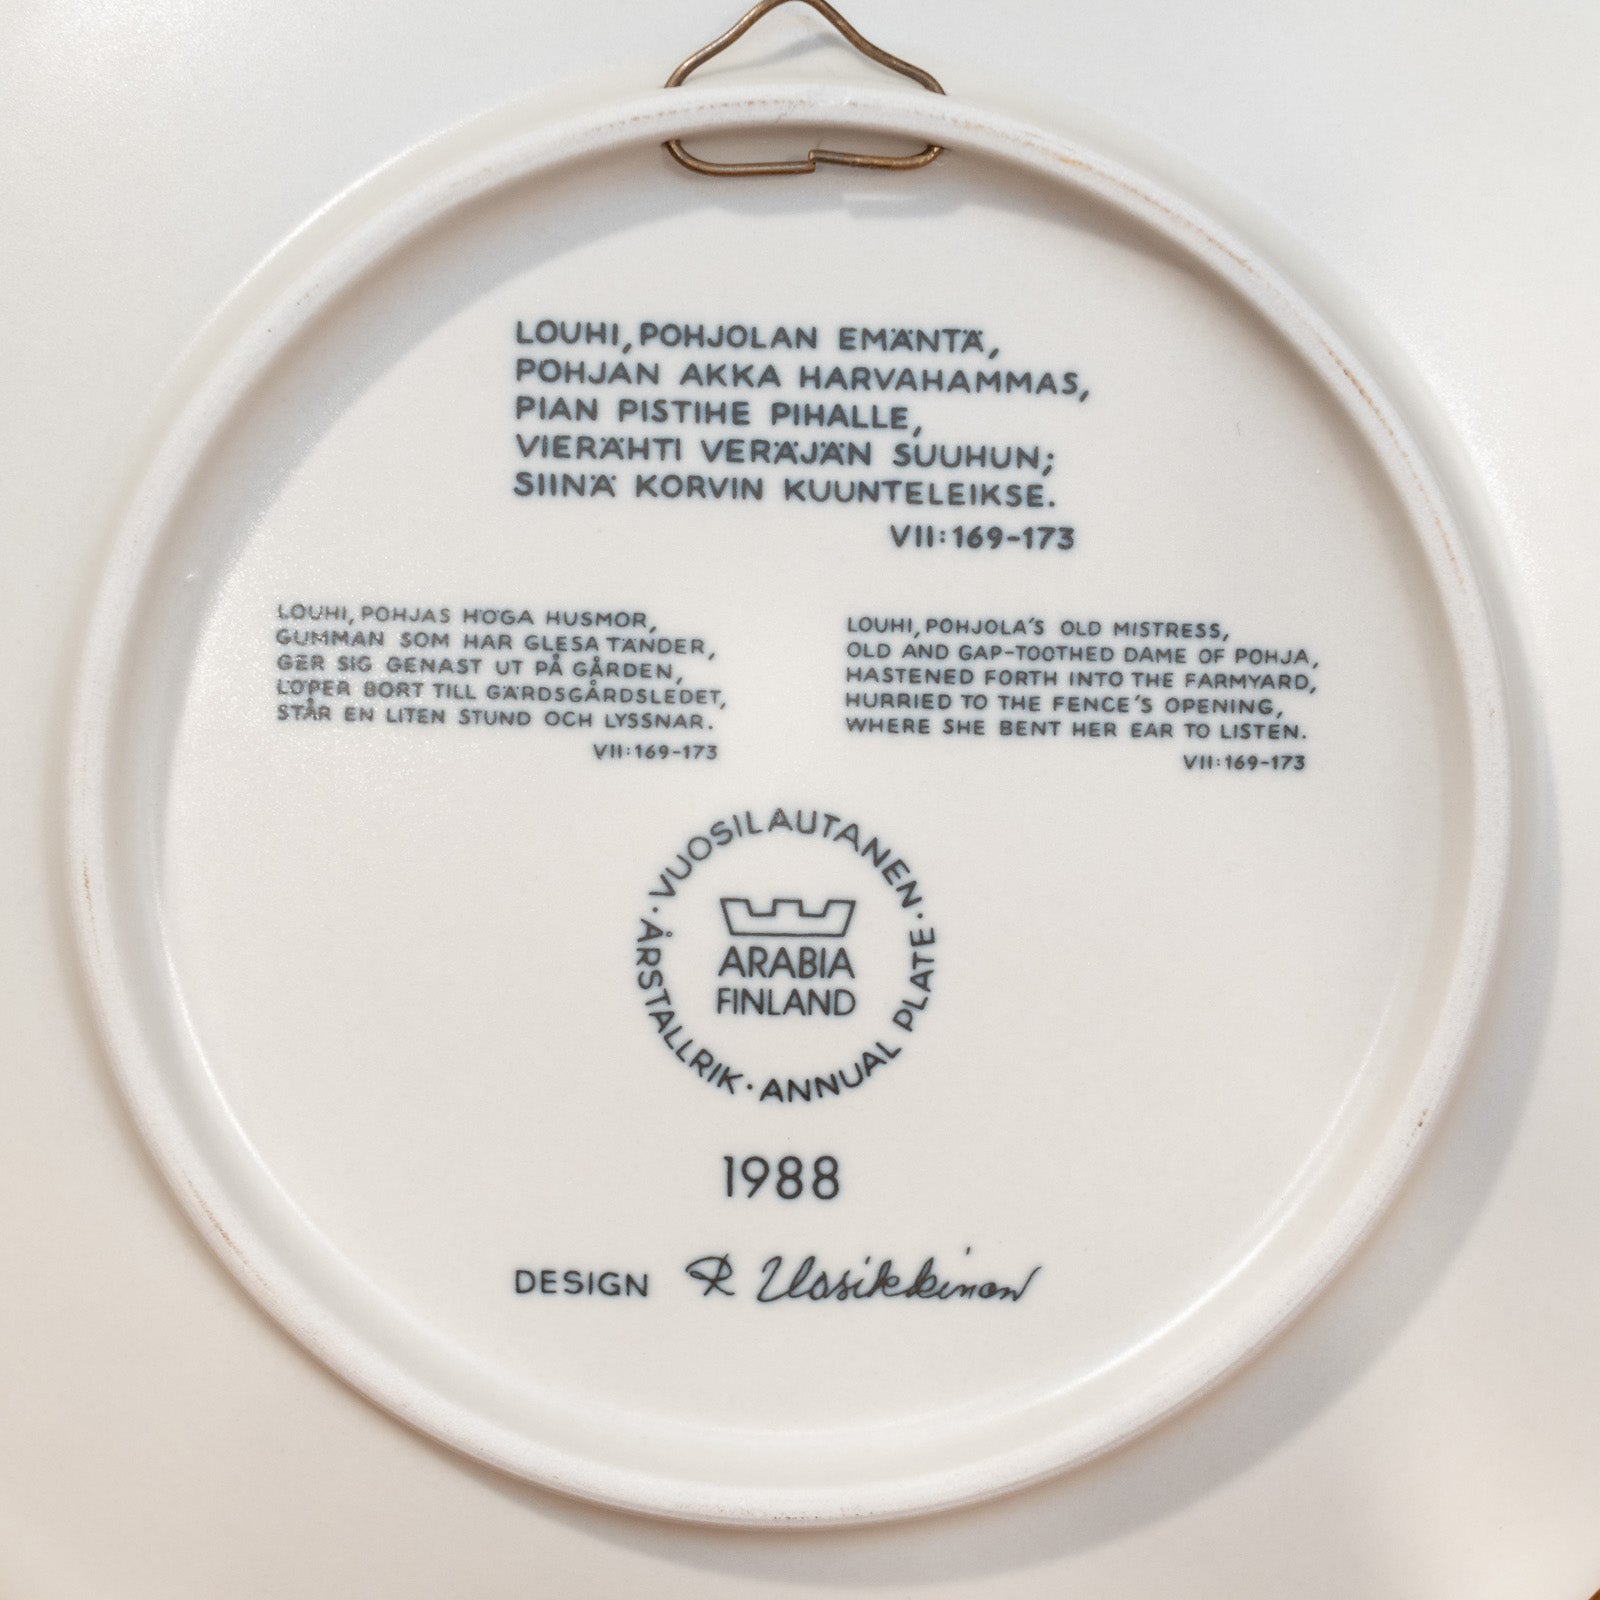 LOUHI, POHJOLAN EMÄNTÄ,
POHJAN AKKA HARVAHAMMAS,
PIAN PISTIHE PIHALLE,
VIERÄHTI VERÄJÄN SUUHUN;
SIINÄ KORVIN KUUNTELEIKSE.
VII:169-173
LOUHI, POHJAS HÖGA HUSMOR,
GUMMAN SOM HAR GLESA TÄNDER,
GER SIG GENAST UT PÅ GÅRDEN,
LÖPER BORT TILL GÄRDSGÅRDSLEDET,
STÅR EN LITEN STUND OCH LYSSNAR.
VII:169-173
LOUHI, POHJOLA'S OLD MISTRESS,
OLD AND GAP-TOOTHED DAME OF POHJA,
HASTENED FORTH INTO THE FARMYARD,
HURRIED TO THE FENCE'S OPENING,
WHERE SHE BENT HER EAR TO LISTEN.
VII:169-173
VUOSILAUTANEN · ANNUAL PLATE · ÅRSTALLRIK ·
ARABIA
FINLAND
1988
DESIGN R Uosikkinen